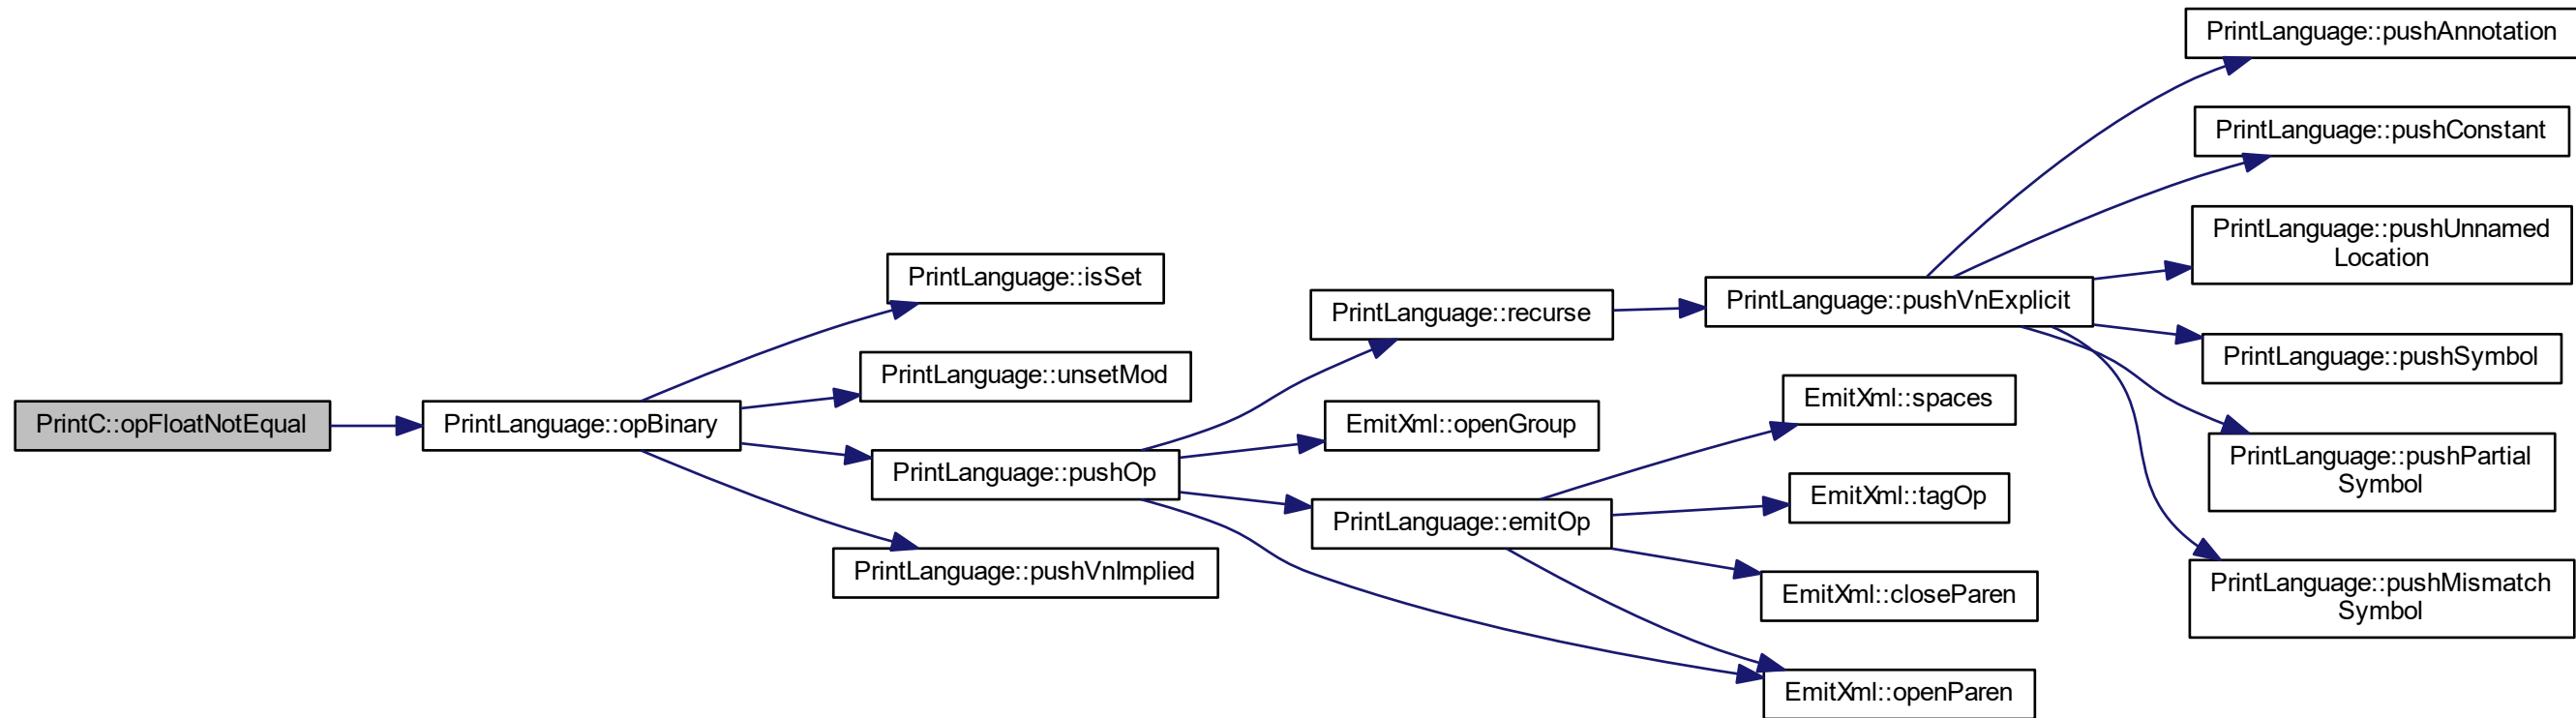 PrintLanguage::pushAnnotation
PrintLanguage::pushConstant
PrintLanguage::pushUnnamed
Location
PrintLanguage::isSet
PrintLanguage::recurse
PrintLanguage::pushVnExplicit
PrintLanguage::pushSymbol
PrintLanguage::unsetMod
EmitXml::spaces
PrintC::opFloatNotEqual
PrintLanguage::opBinary
EmitXml::openGroup
PrintLanguage::pushPartial
Symbol
PrintLanguage::pushOp
EmitXml::tagOp
PrintLanguage::emitOp
PrintLanguage::pushVnImplied
EmitXml::closeParen
PrintLanguage::pushMismatch
Symbol
EmitXml::openParen